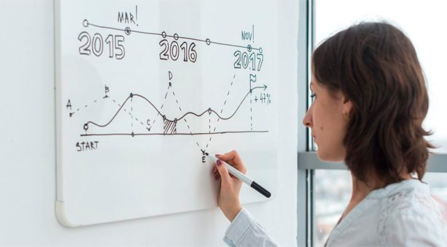 MAR!
NOV!
2015 2016 2017
D
B
A
+47%
C
START
E